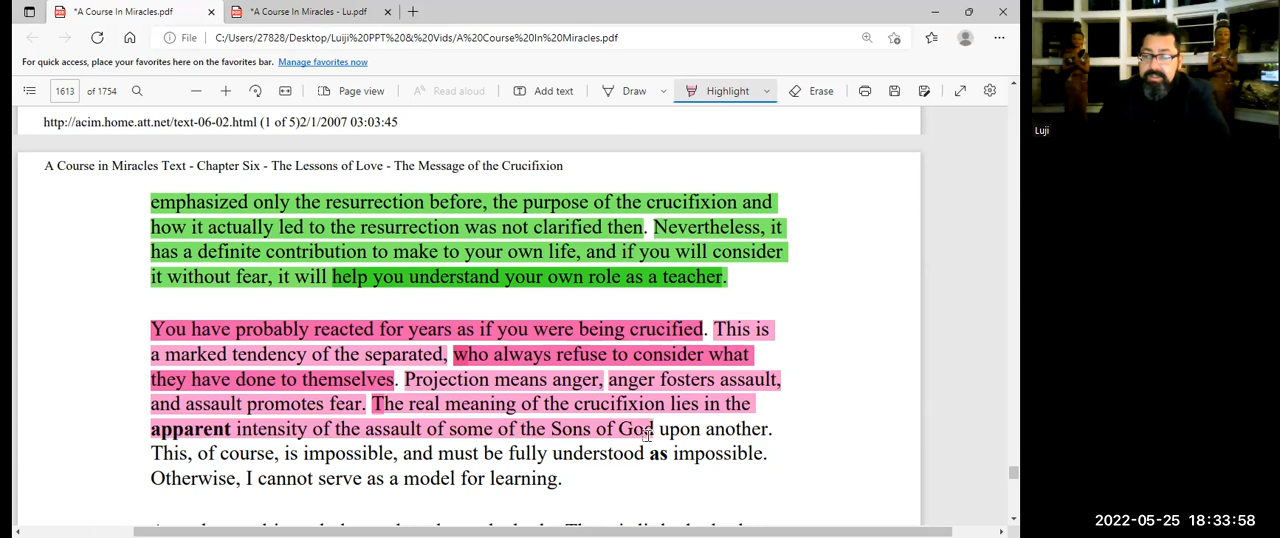 *A Course In Miracles.pdf
*A Course In Miracles - Lu.pdf
File
C:/Users/27828/Desktop/Luiji%20PPT%20&%20Vids/A%20Course%20In%20Miracles.pdf
For quick access, place your favorites here on the favorites bar. Manage favorites now
1613 of 1754
Page view
Read aloud
Add text
Draw
Highlight
Erase
http://acim.home.att.net/text-06-02.html (1 of 5)2/1/2007 03:03:45
A Course in Miracles Text - Chapter Six - The Lessons of Love - The Message of the Crucifixion
emphasized only the resurrection before, the purpose of the crucifixion and
how it actually led to the resurrection was not clarified then. Nevertheless, it
has a definite contribution to make to your own life, and if you will consider
it without fear, it will help you understand your own role as a teacher.
You have probably reacted for years as if you were being crucified. This is
a marked tendency of the separated, who always refuse to consider what
they have done to themselves. Projection means anger, anger fosters assault,
and assault promotes fear. The real meaning of the crucifixion lies in the
apparent intensity of the assault of some of the Sons of God upon another.
This, of course, is impossible, and must be fully understood as impossible.
Otherwise, I cannot serve as a model for learning.
Luji
2022-05-25 18:33:58